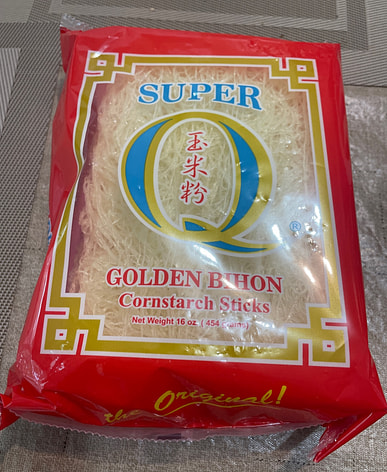 SUPER
Q
玉
米
粉
®
GOLDEN BIHON
Cornstarch Sticks
Net Weight 16 oz (454 grams)
the Original!